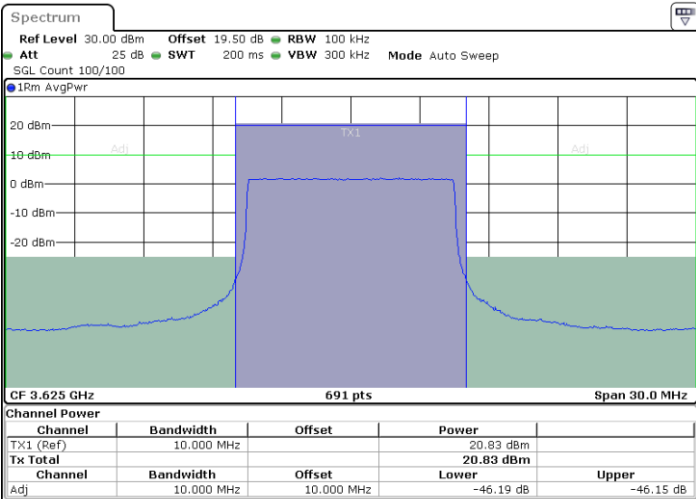 Spectrum
Ref Level 30.00 dBm Offset 19.50 dB RBW 100 kHz
Att 25 dB SWT 200 ms VBW 300 kHz Mode Auto Sweep
SGL Count 100/100
1Rm AvgPwr
20 dBm
TX1
Adj Adj
10 dBm
0 dBm
-10 dBm
-20 dBm
CF 3.625 GHz 691 pts Span 30.0 MHz
Channel Power
Channel Bandwidth Offset Power
TX1 (Ref) 10.000 MHz 20.83 dBm
Tx Total 20.83 dBm
Channel Bandwidth Offset Lower Upper
Adj 10.000 MHz 10.000 MHz -46.19 dB -46.15 dB